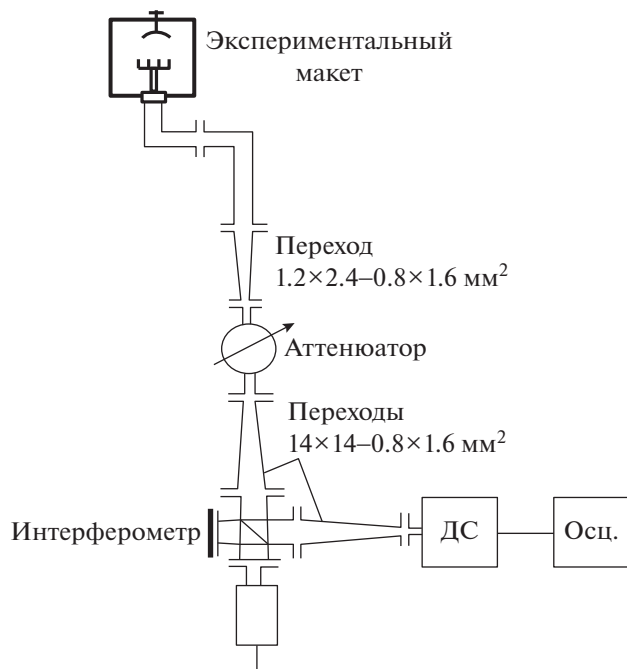 Экспериментальный
макет
Переход
1.2×2.4–0.8×1.6 мм²
Аттенюатор
Переходы
14×14–0.8×1.6 мм²
Интерферометр
ДС
Осц.